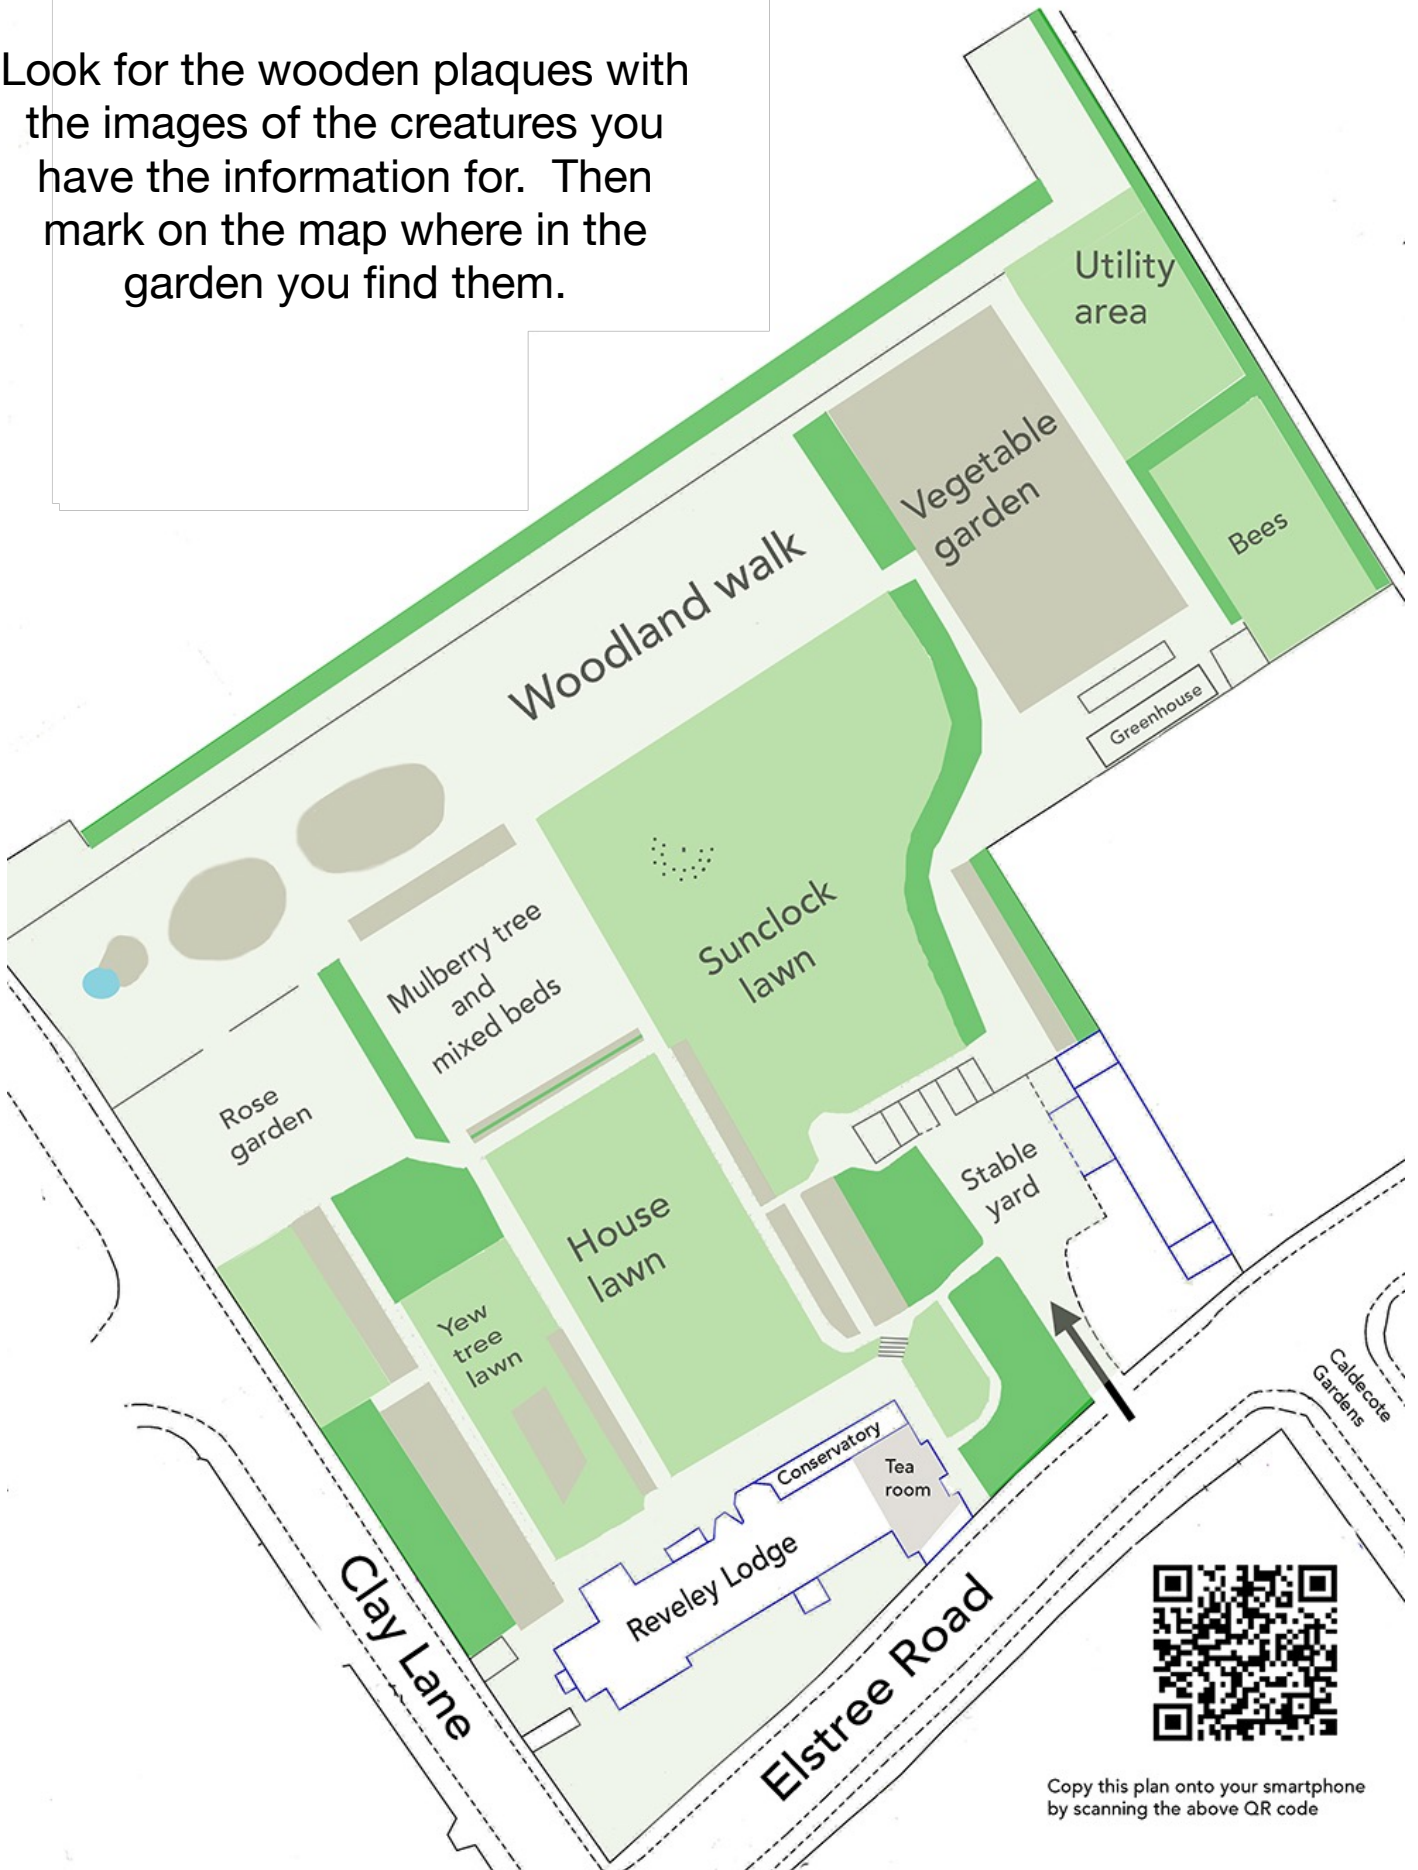 Look for the wooden plaques with
the images of the creatures you
have the information for.  Then
mark on the map where in the
garden you find them.
Utility
area
Vegetable
garden
Bees
Woodland walk
Greenhouse
Sunclock
lawn
Mulberry tree
and
mixed beds
Rose
garden
Stable
yard
House
lawn
Yew
tree
lawn
Caldecote
Gardens
Conservatory
Tea
room
Reveley Lodge
Clay Lane
Elstree Road
Copy this plan onto your smartphone
by scanning the above QR code